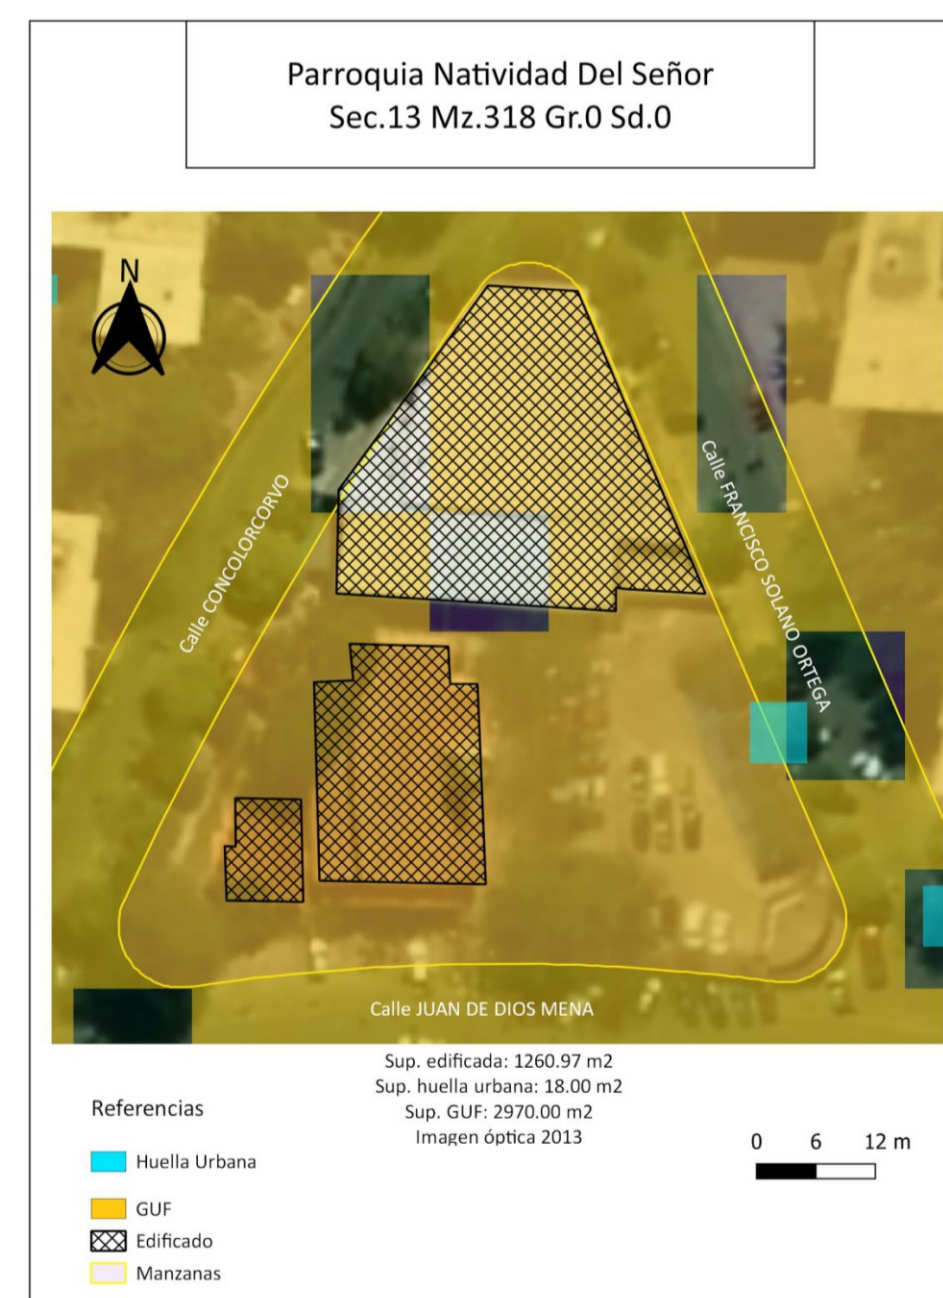 Parroquia Natividad Del Señor
Sec.13 Mz.318 Gr.0 Sd.0
N
Calle CONCOLORCORVO
Calle FRANCISCO SOLANO ORTEGA
Calle JUAN DE DIOS MENA
Sup. edificada: 1260.97 m2
Sup. huella urbana: 18.00 m2
Sup. GUF: 2970.00 m2
Imagen óptica 2013
Referencias
Huella Urbana
GUF
Edificado
Manzanas
0 6 12 m